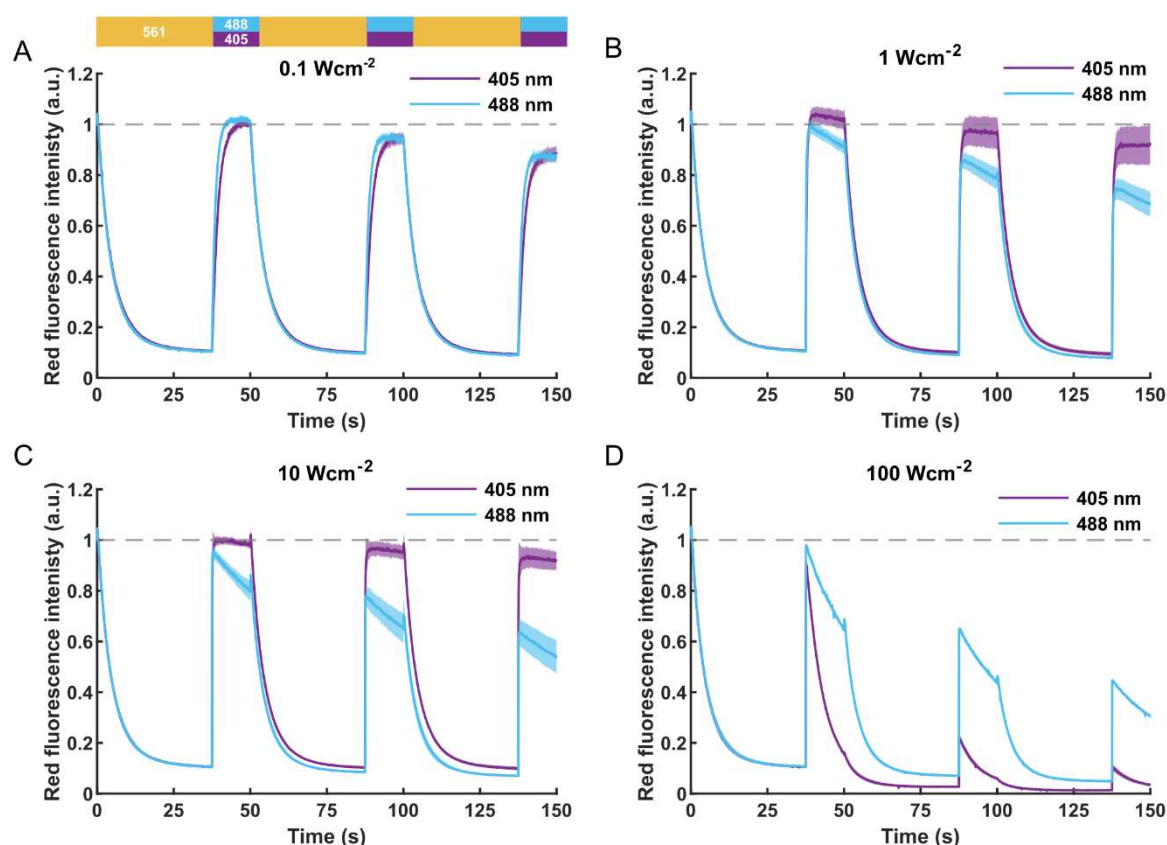 561
488
405
A
0.1 Wcm-2
405 nm
488 nm
Red fluorescence intenisty (a.u.)
1.2
1
0.8
0.6
0.4
0.2
0
0 25 50 75 100 125 150
Time (s)
B
1 Wcm-2
405 nm
488 nm
Red fluorescence intenisty (a.u.)
1.2
1
0.8
0.6
0.4
0.2
0
0 25 50 75 100 125 150
Time (s)
C
10 Wcm-2
405 nm
488 nm
Red fluorescence intenisty (a.u.)
1.2
1
0.8
0.6
0.4
0.2
0
0 25 50 75 100 125 150
Time (s)
D
100 Wcm-2
405 nm
488 nm
Red fluorescence intenisty (a.u.)
1.2
1
0.8
0.6
0.4
0.2
0
0 25 50 75 100 125 150
Time (s)